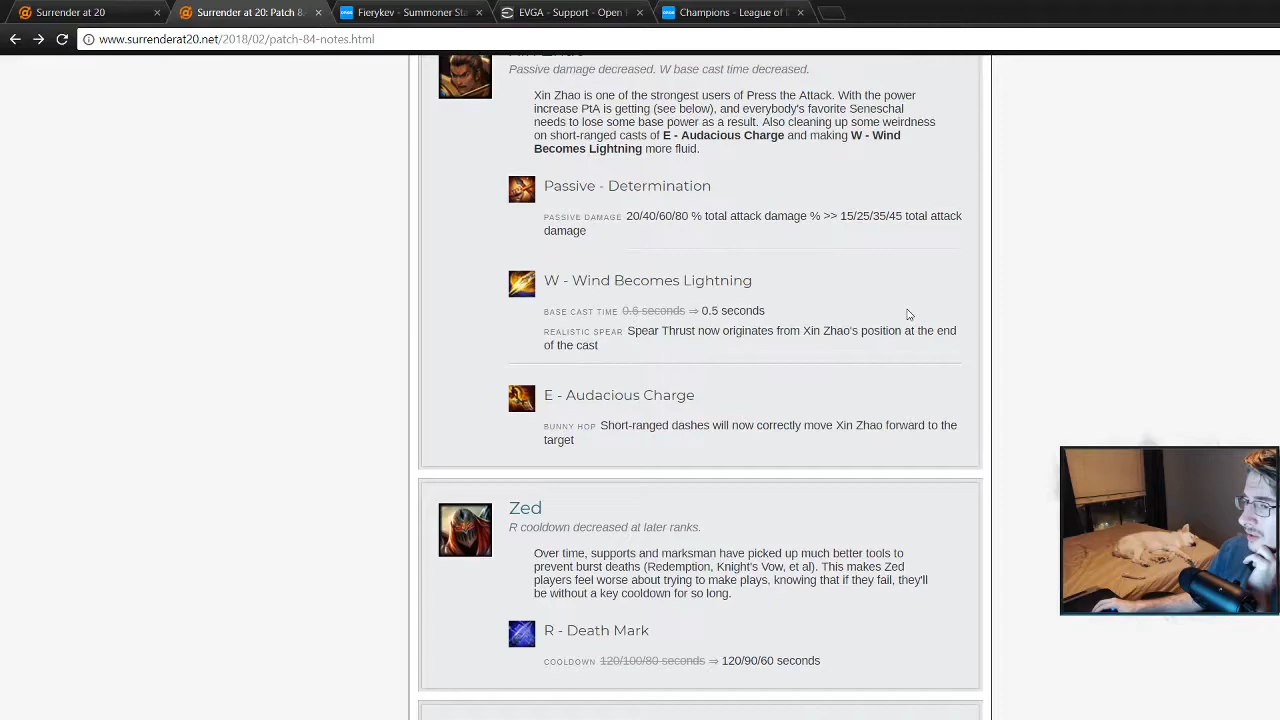 Surrender at 20
Surrender at 20: Patch 8.
Fierykev - Summoner Sta
EVGA - Support - Open E
Champions - League of L
www.surrenderat20.net/2018/02/patch-84-notes.html
Passive damage decreased. W base cast time decreased.
Xin Zhao is one of the strongest users of Press the Attack. With the power
increase PtA is getting (see below), and everybody's favorite Seneschal
needs to lose some base power as a result. Also cleaning up some weirdness
on short-ranged casts of E - Audacious Charge and making W - Wind
Becomes Lightning more fluid.
Passive - Determination
PASSIVE DAMAGE 20/40/60/80 % total attack damage % >> 15/25/35/45 total attack
damage
W - Wind Becomes Lightning
BASE CAST TIME 0.6 seconds ⇒ 0.5 seconds
REALISTIC SPEAR Spear Thrust now originates from Xin Zhao's position at the end
of the cast
E - Audacious Charge
BUNNY HOP Short-ranged dashes will now correctly move Xin Zhao forward to the
target
Zed
R cooldown decreased at later ranks.
Over time, supports and marksman have picked up much better tools to
prevent burst deaths (Redemption, Knight's Vow, et al). This makes Zed
players feel worse about trying to make plays, knowing that if they fail, they'll
be without a key cooldown for so long.
R - Death Mark
COOLDOWN 120/100/80 seconds ⇒ 120/90/60 seconds